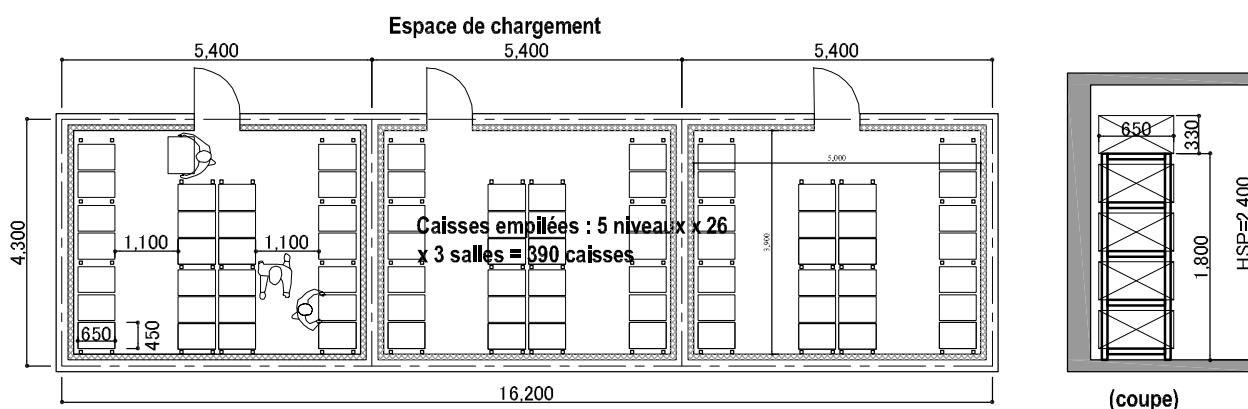 Espace de chargement
5,400
5,400
5,400
4,300
1,100
1,100
650
450
Caisses empilées : 5 niveaux x 26
x 3 salles = 390 caisses
5,000
3,900
16,200
650
330
1,800
HSP=2,400
(coupe)